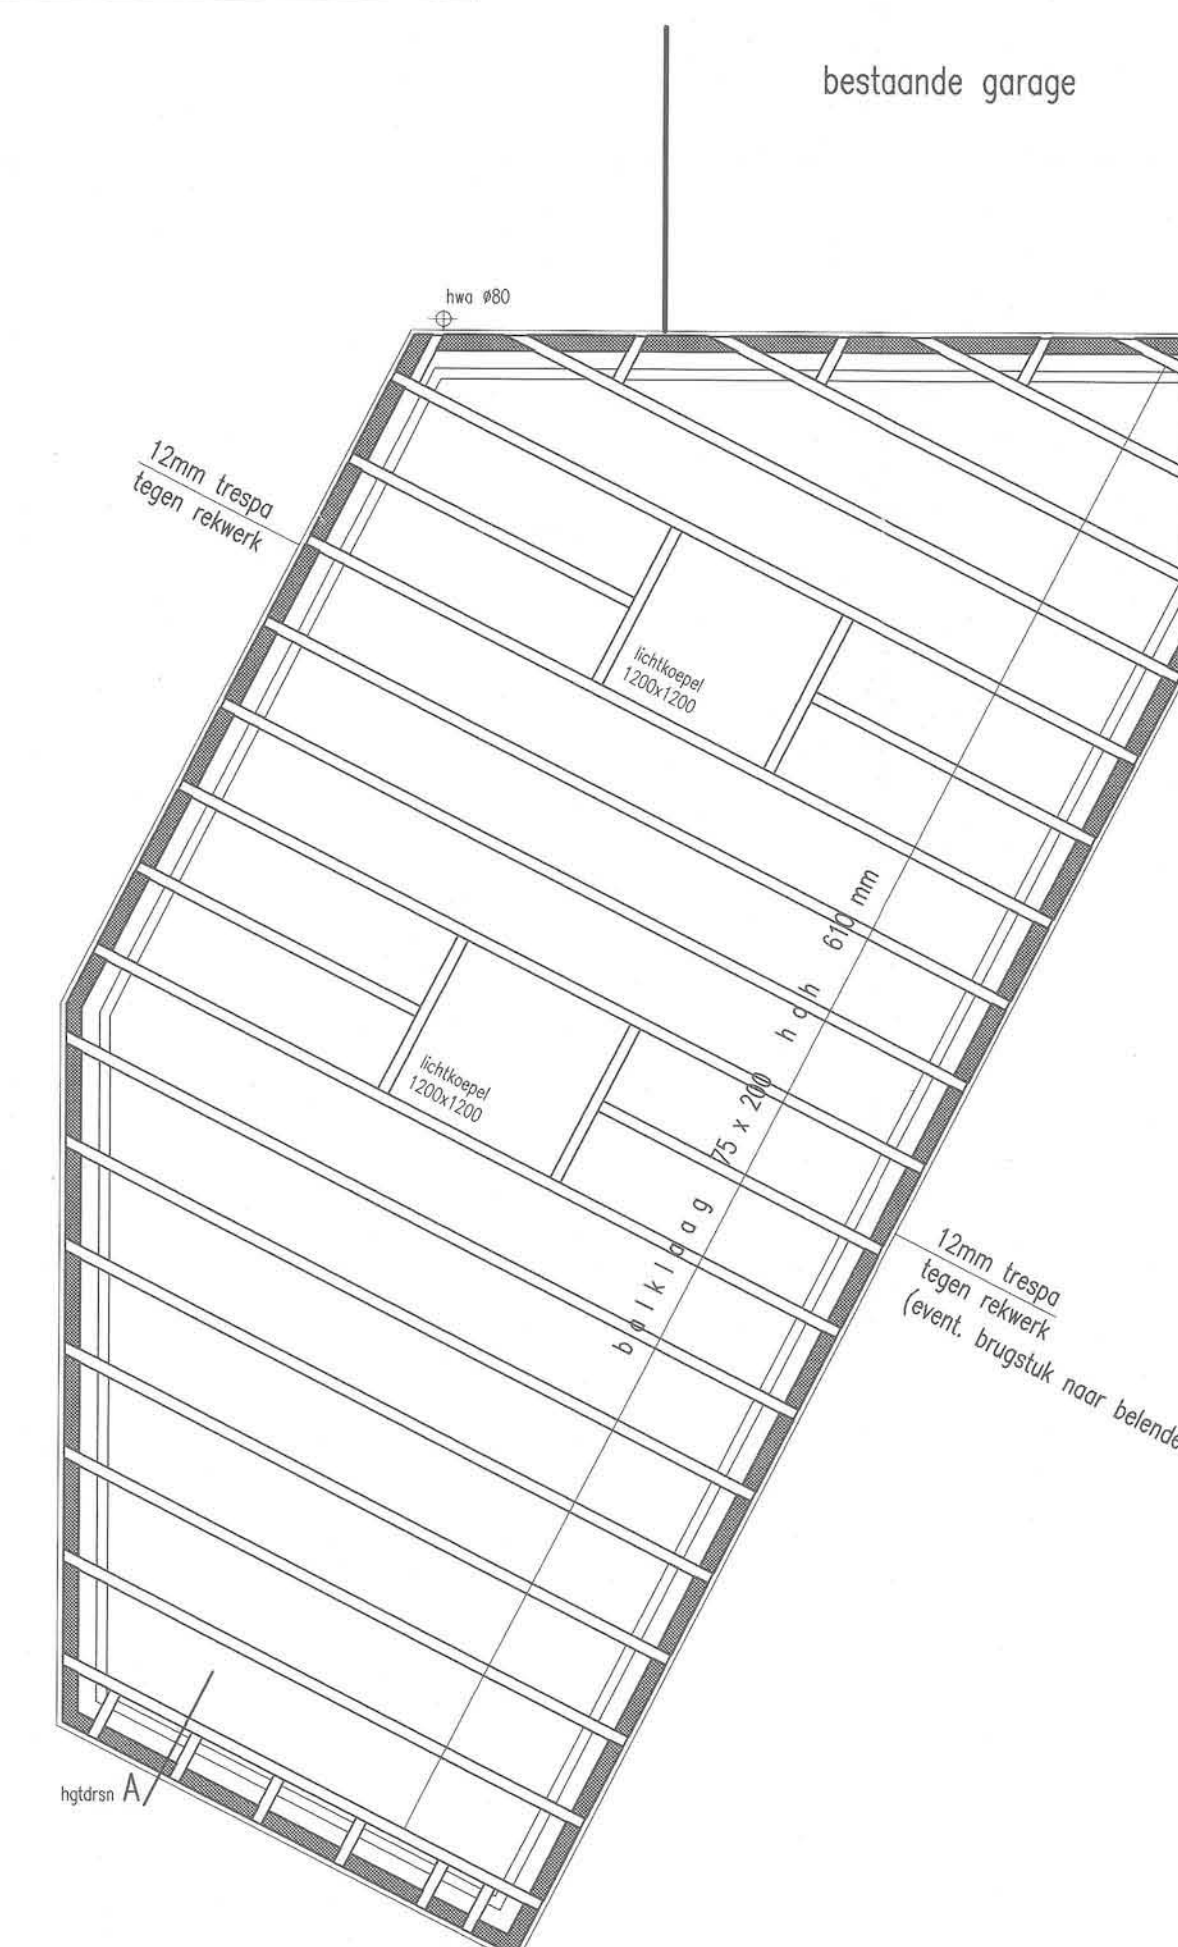 bestaande garage
hwa ø80
12mm trespa
tegen rekwerk
lichtkoepel
1200x1200
balklaag 75 x 200 hoh 610 mm
lichtkoepel
1200x1200
12mm trespa
tegen rekwerk
(event. brugstuk naar belende
hgtdrsn A